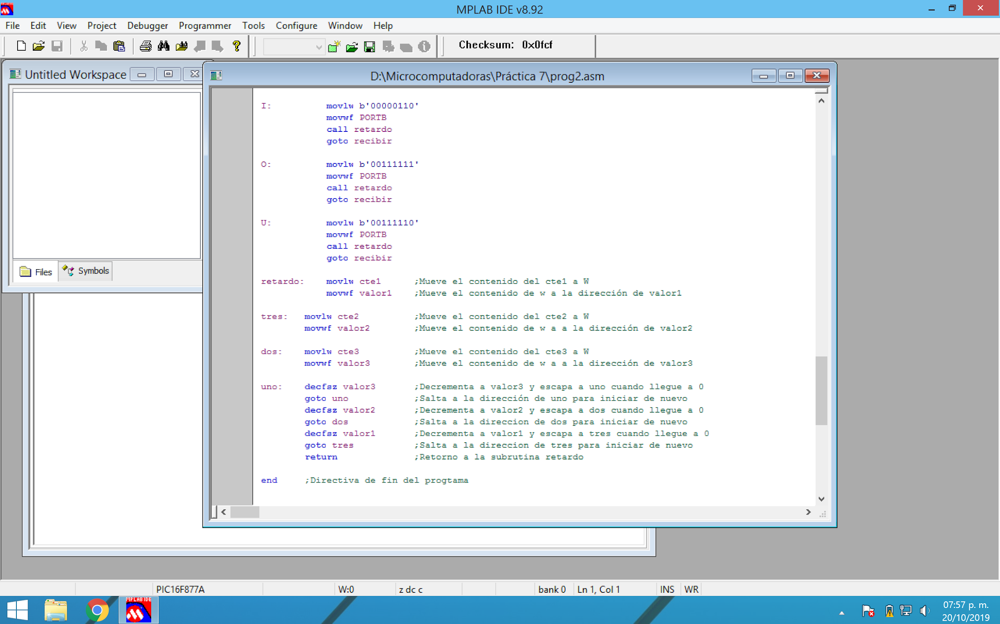 MPLAB IDE v8.92
File Edit View Project Debugger Programmer Tools Configure Window Help
Checksum: 0x0fcf
Untitled Workspace
Files Symbols
D:\Microcomputadoras\Práctica 7\prog2.asm
I: movlw b'00000110'
movwf PORTB
call retardo
goto recibir
O: movlw b'00111111'
movwf PORTB
call retardo
goto recibir
U: movlw b'00111110'
movwf PORTB
call retardo
goto recibir
retardo: movlw cte1 ;Mueve el contenido del cte1 a W
movwf valor1 ;Mueve el contenido de w a la dirección de valor1
tres: movlw cte2 ;Mueve el contenido del cte2 a W
movwf valor2 ;Mueve el contenido de w a a la dirección de valor2
dos: movlw cte3 ;Mueve el contenido del cte3 a W
movwf valor3 ;Mueve el contenido de w a a la dirección de valor3
uno: decfsz valor3 ;Decrementa a valor3 y escapa a uno cuando llegue a 0
goto uno ;Salta a la dirección de uno para iniciar de nuevo
decfsz valor2 ;Decrementa a valor2 y escapa a dos cuando llegue a 0
goto dos ;Salta a la direccion de dos para iniciar de nuevo
decfsz valor1 ;Decrementa a valor1 y escapa a tres cuando llegue a 0
goto tres ;Salta a la direccion de tres para iniciar de nuevo
return ;Retorno a la subrutina retardo
end ;Directiva de fin del progtama
PIC16F877A W:0 z dc c bank 0 Ln 1, Col 1 INS WR
MPLAB IDE
07:57 p. m.
20/10/2019